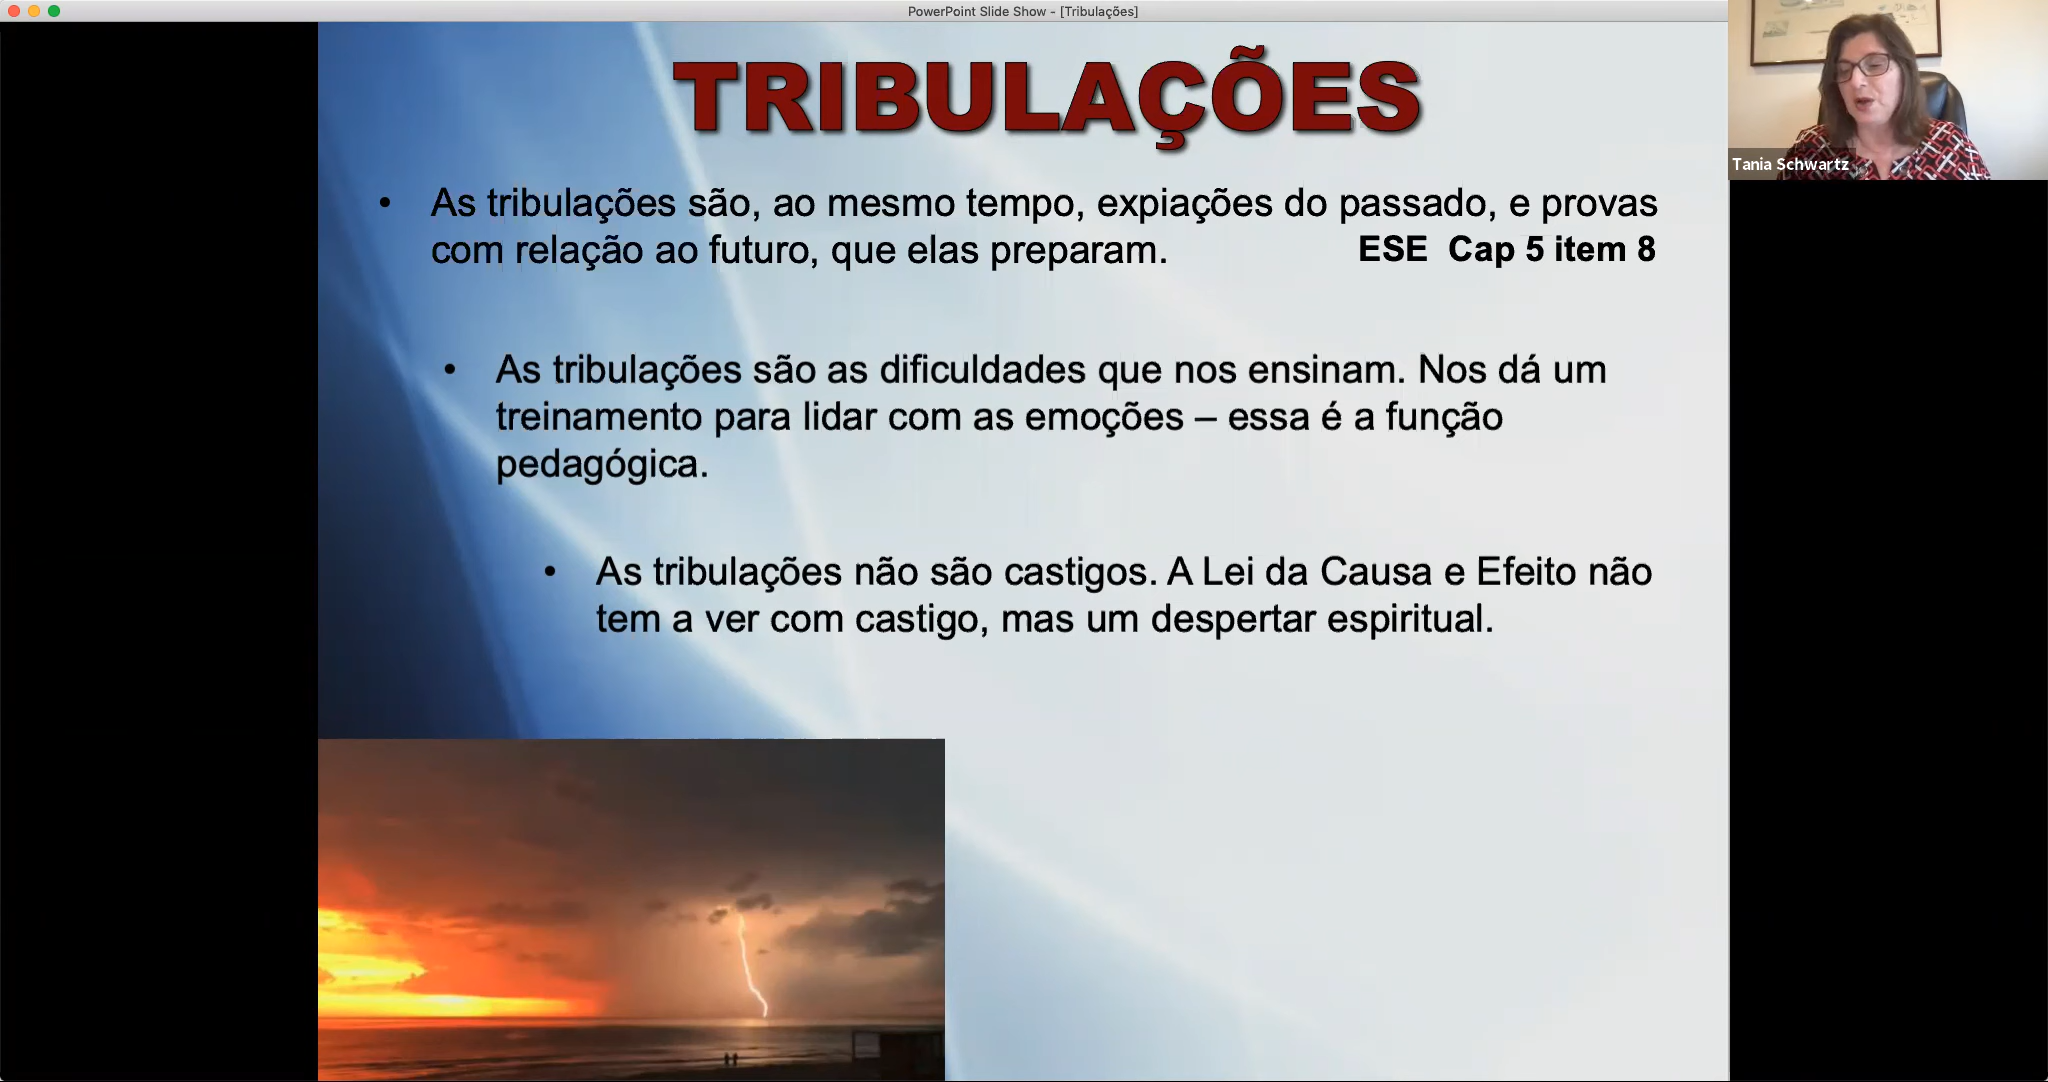 PowerPoint Slide Show - [Tribulações]
TRIBULAÇÕES
Tania Schwartz
• As tribulações são, ao mesmo tempo, expiações do passado, e provas
com relação ao futuro, que elas preparam. ESE Cap 5 item 8
• As tribulações são as dificuldades que nos ensinam. Nos dá um
treinamento para lidar com as emoções – essa é a função
pedagógica.
• As tribulações não são castigos. A Lei da Causa e Efeito não
tem a ver com castigo, mas um despertar espiritual.